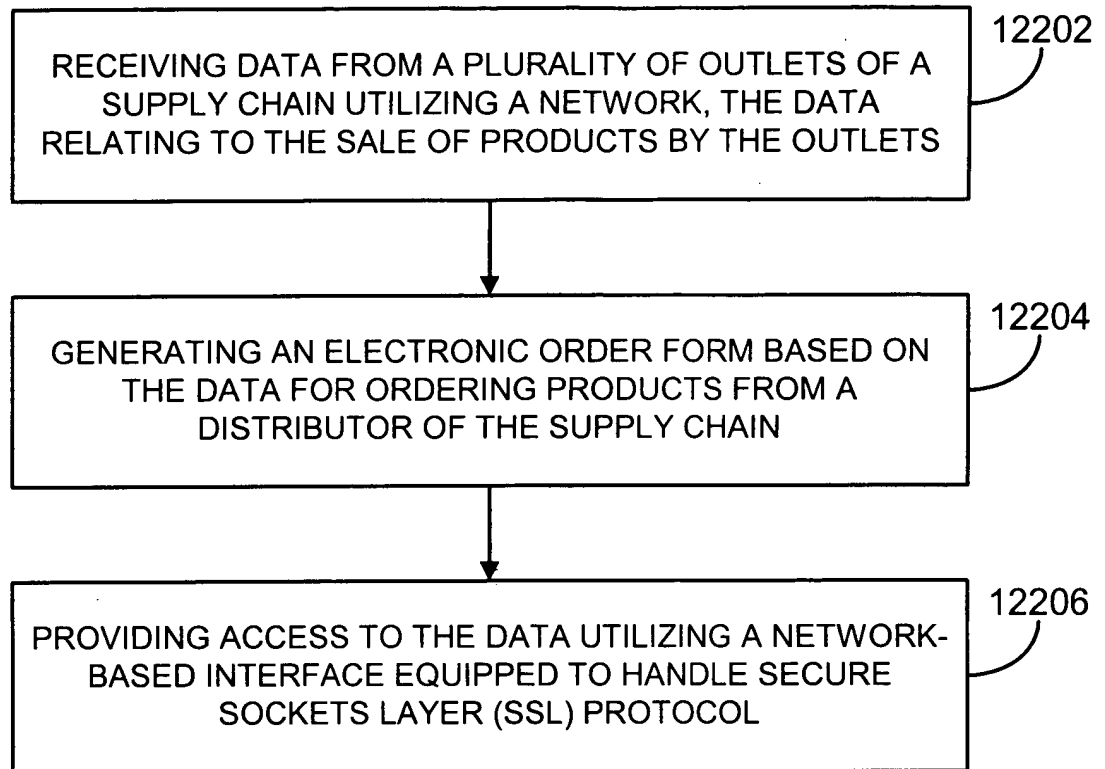 12202
RECEIVING DATA FROM A PLURALITY OF OUTLETS OF A
SUPPLY CHAIN UTILIZING A NETWORK, THE DATA
RELATING TO THE SALE OF PRODUCTS BY THE OUTLETS
12204
GENERATING AN ELECTRONIC ORDER FORM BASED ON
THE DATA FOR ORDERING PRODUCTS FROM A
DISTRIBUTOR OF THE SUPPLY CHAIN
12206
PROVIDING ACCESS TO THE DATA UTILIZING A NETWORK-
BASED INTERFACE EQUIPPED TO HANDLE SECURE
SOCKETS LAYER (SSL) PROTOCOL